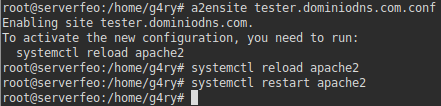 root@serverfeo:/home/g4ry# a2ensite tester.dominiodns.com.conf
Enabling site tester.dominiodns.com.
To activate the new configuration, you need to run:
  systemctl reload apache2
root@serverfeo:/home/g4ry# systemctl reload apache2
root@serverfeo:/home/g4ry# systemctl restart apache2
root@serverfeo:/home/g4ry#